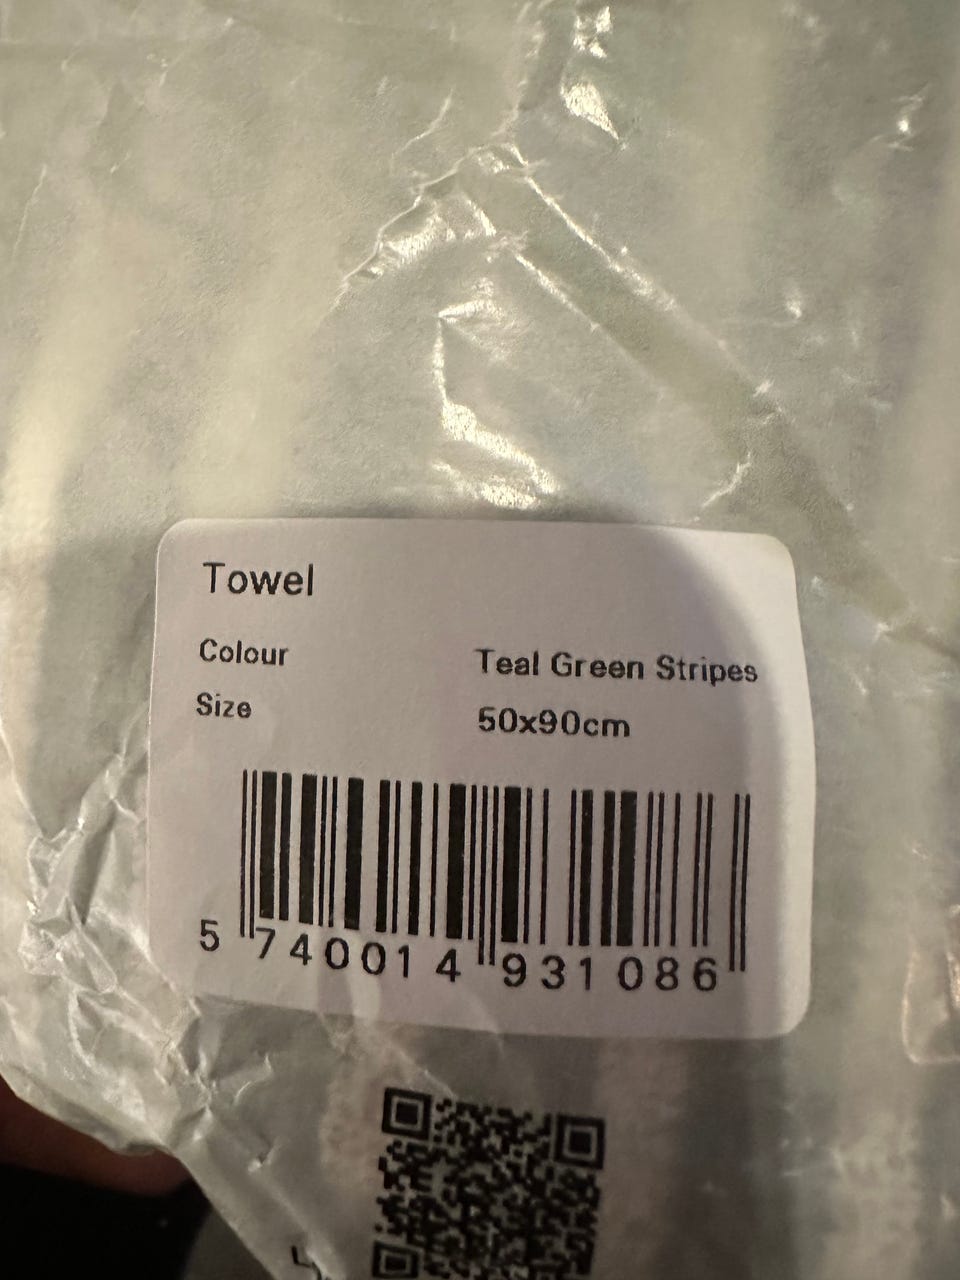 Towel
Colour Teal Green Stripes
Size 50x90cm
5 740014 931086